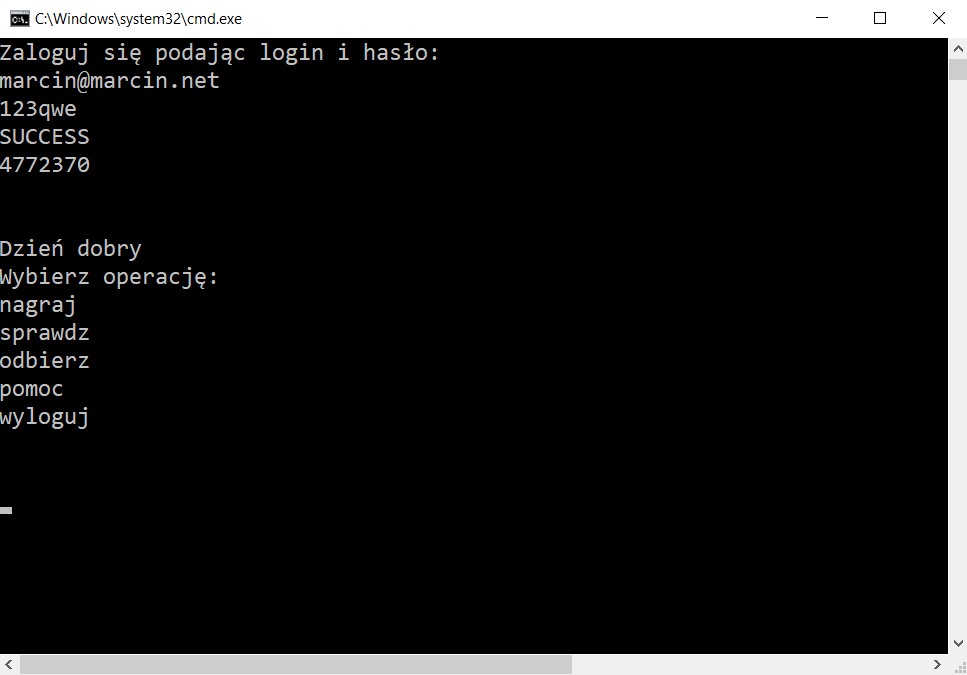 C:\Windows\system32\cmd.exe
Zaloguj się podając login i hasło:
marcin@marcin.net
123qwe
SUCCESS
4772370
Dzień dobry
Wybierz operację:
nagraj
sprawdz
odbierz
pomoc
wyloguj